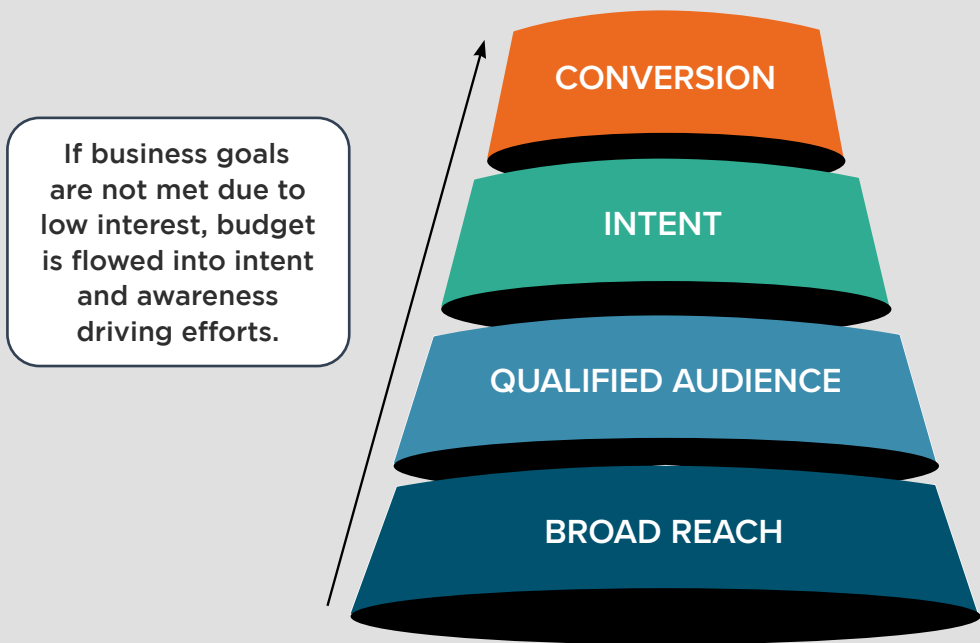 CONVERSION
If business goals
are not met due to
low interest, budget
is flowed into intent
and awareness
driving efforts.
INTENT
QUALIFIED AUDIENCE
BROAD REACH